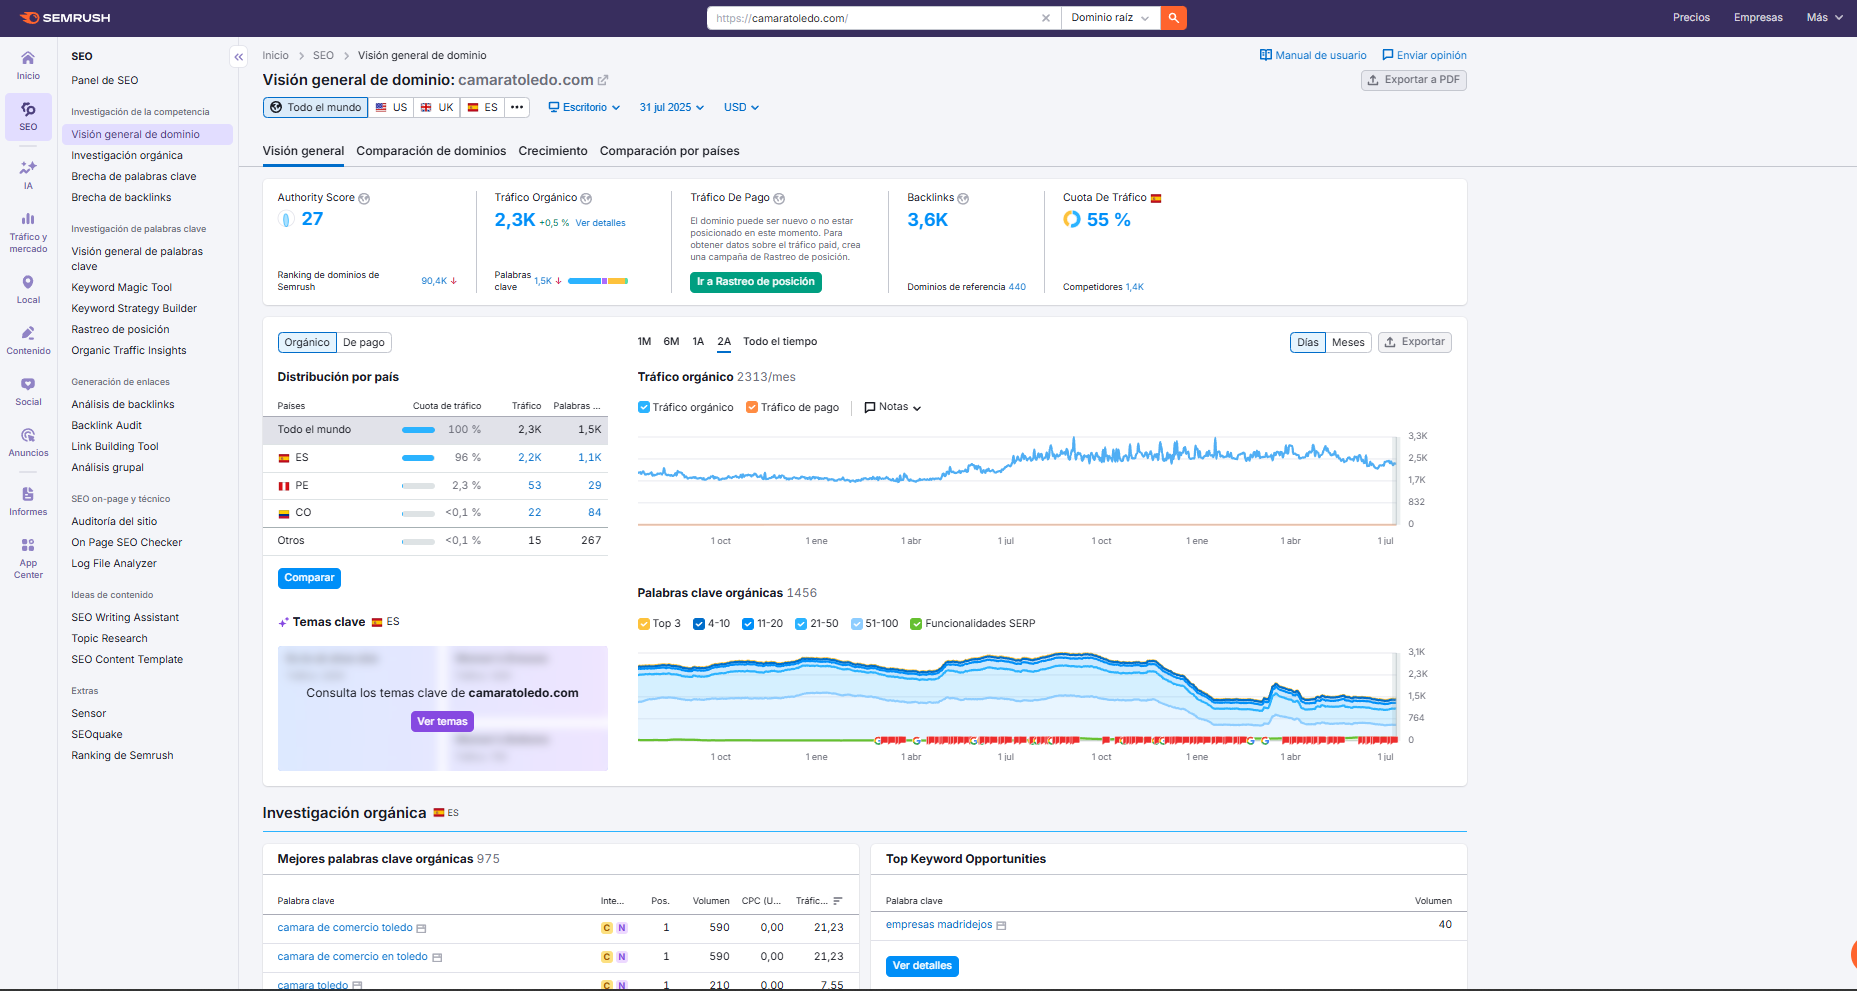 SEMRUSH
https://camaratoledo.com/
Dominio raíz
Precios
Empresas
Más
Inicio
SEO
IA
Tráfico y
mercado
Local
Contenido
Social
Anuncios
Informes
App
Center
SEO
Panel de SEO
Investigación de la competencia
Visión general de dominio
Investigación orgánica
Brecha de palabras clave
Brecha de backlinks
Investigación de palabras clave
Visión general de palabras
clave
Keyword Magic Tool
Keyword Strategy Builder
Rastreo de posición
Organic Traffic Insights
Generación de enlaces
Análisis de backlinks
Backlink Audit
Link Building Tool
Análisis grupal
SEO on-page y técnico
Auditoría del sitio
On Page SEO Checker
Log File Analyzer
Ideas de contenido
SEO Writing Assistant
Topic Research
SEO Content Template
Extras
Sensor
SEOquake
Ranking de Semrush
Inicio > SEO > Visión general de dominio
Manual de usuario
Enviar opinión
Visión general de dominio: camaratoledo.com
Exportar a PDF
Todo el mundo US UK ES ••• Escritorio 31 jul 2025 USD
Visión general Comparación de dominios Crecimiento Comparación por países
Authority Score
27
Ranking de dominios de
Semrush
90,4K ↓
Tráfico Orgánico
2,3K +0,5 % Ver detalles
Palabras
clave
1,5K ↓
Tráfico De Pago
El dominio puede ser nuevo o no estar
posicionado en este momento. Para
obtener datos sobre el tráfico paid, crea
una campaña de Rastreo de posición.
Ir a Rastreo de posición
Backlinks
3,6K
Dominios de referencia 440
Cuota De Tráfico
55 %
Competidores 1,4K
Orgánico De pago
1M 6M 1A 2A Todo el tiempo
Días Meses
Exportar
Distribución por país
Países Cuota de tráfico Tráfico Palabras ...
Todo el mundo 100 % 2,3K 1,5K
ES 96 % 2,2K 1,1K
PE 2,3 % 53 29
CO <0,1 % 22 84
Otros <0,1 % 15 267
Comparar
Temas clave ES
Consulta los temas clave de camaratoledo.com
Ver temas
Tráfico orgánico 2313/mes
Tráfico orgánico Tráfico de pago Notas
3,3K
2,5K
1,7K
832
0
1 oct 1 ene 1 abr 1 jul 1 oct 1 ene 1 abr 1 jul
Palabras clave orgánicas 1456
Top 3 4-10 11-20 21-50 51-100 Funcionalidades SERP
3,1K
2,3K
1,5K
764
0
1 oct 1 ene 1 abr 1 jul 1 oct 1 ene 1 abr 1 jul
Investigación orgánica ES
Mejores palabras clave orgánicas 975
Palabra clave Inte... Pos. Volumen CPC (U... Tráfic...
camara de comercio toledo C N 1 590 0,00 21,23
camara de comercio en toledo C N 1 590 0,00 21,23
camara toledo C N 1 210 0,00 7,55
Top Keyword Opportunities
Palabra clave Volumen
empresas madridejos 40
Ver detalles